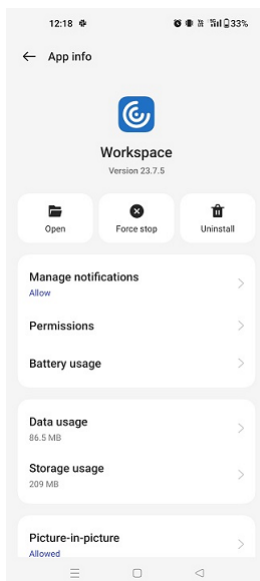 12:18
33%
App info
Workspace
Version 23.7.5
Open
Force stop
Uninstall
Manage notifications
Allow
Permissions
Battery usage
Data usage
86.5 MB
Storage usage
209 MB
Picture-in-picture
Allowed